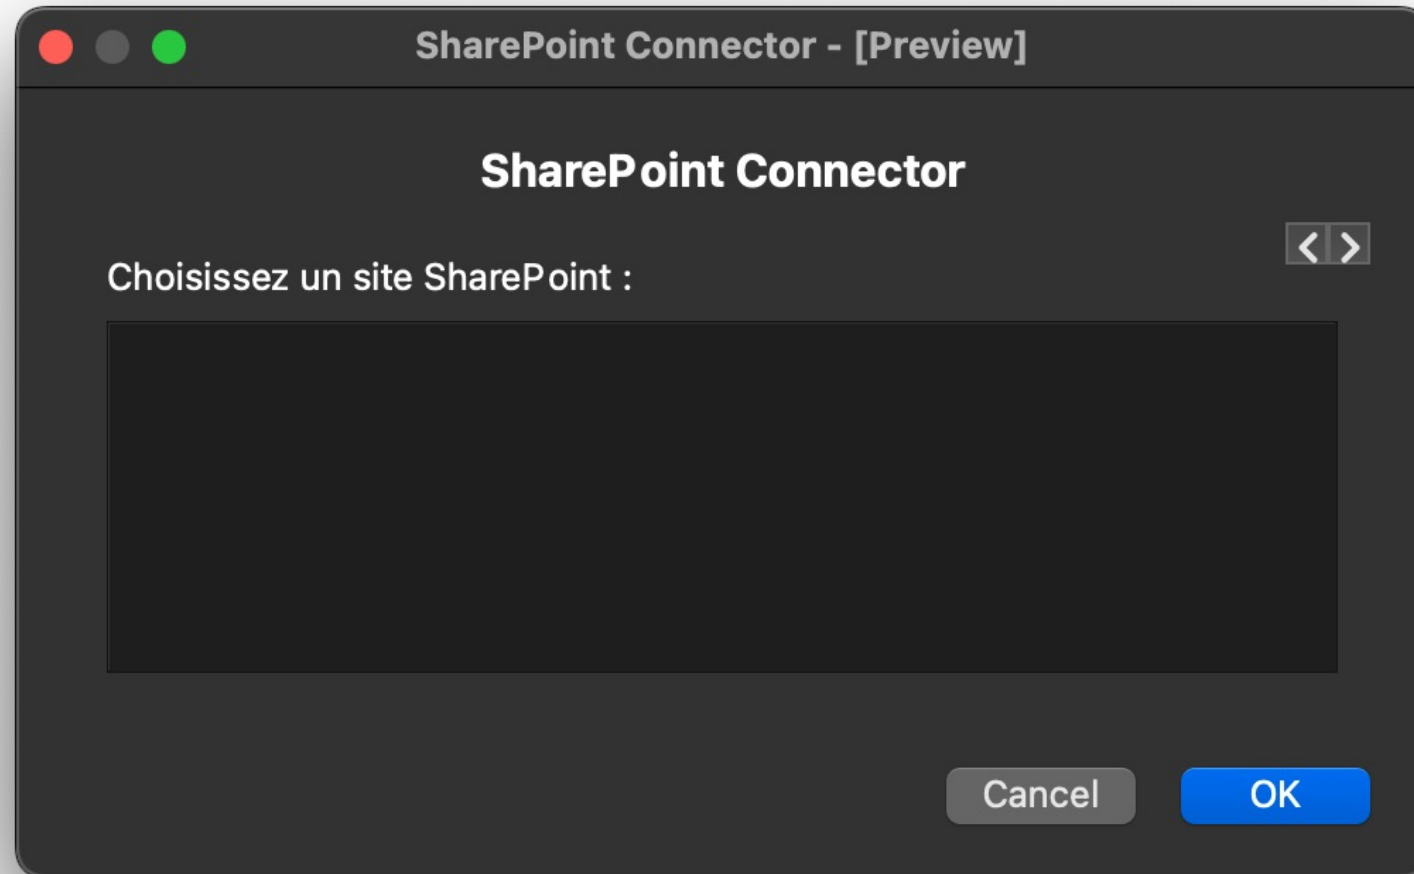 SharePoint Connector - [Preview]
SharePoint Connector
Choisissez un site SharePoint :
Cancel
OK